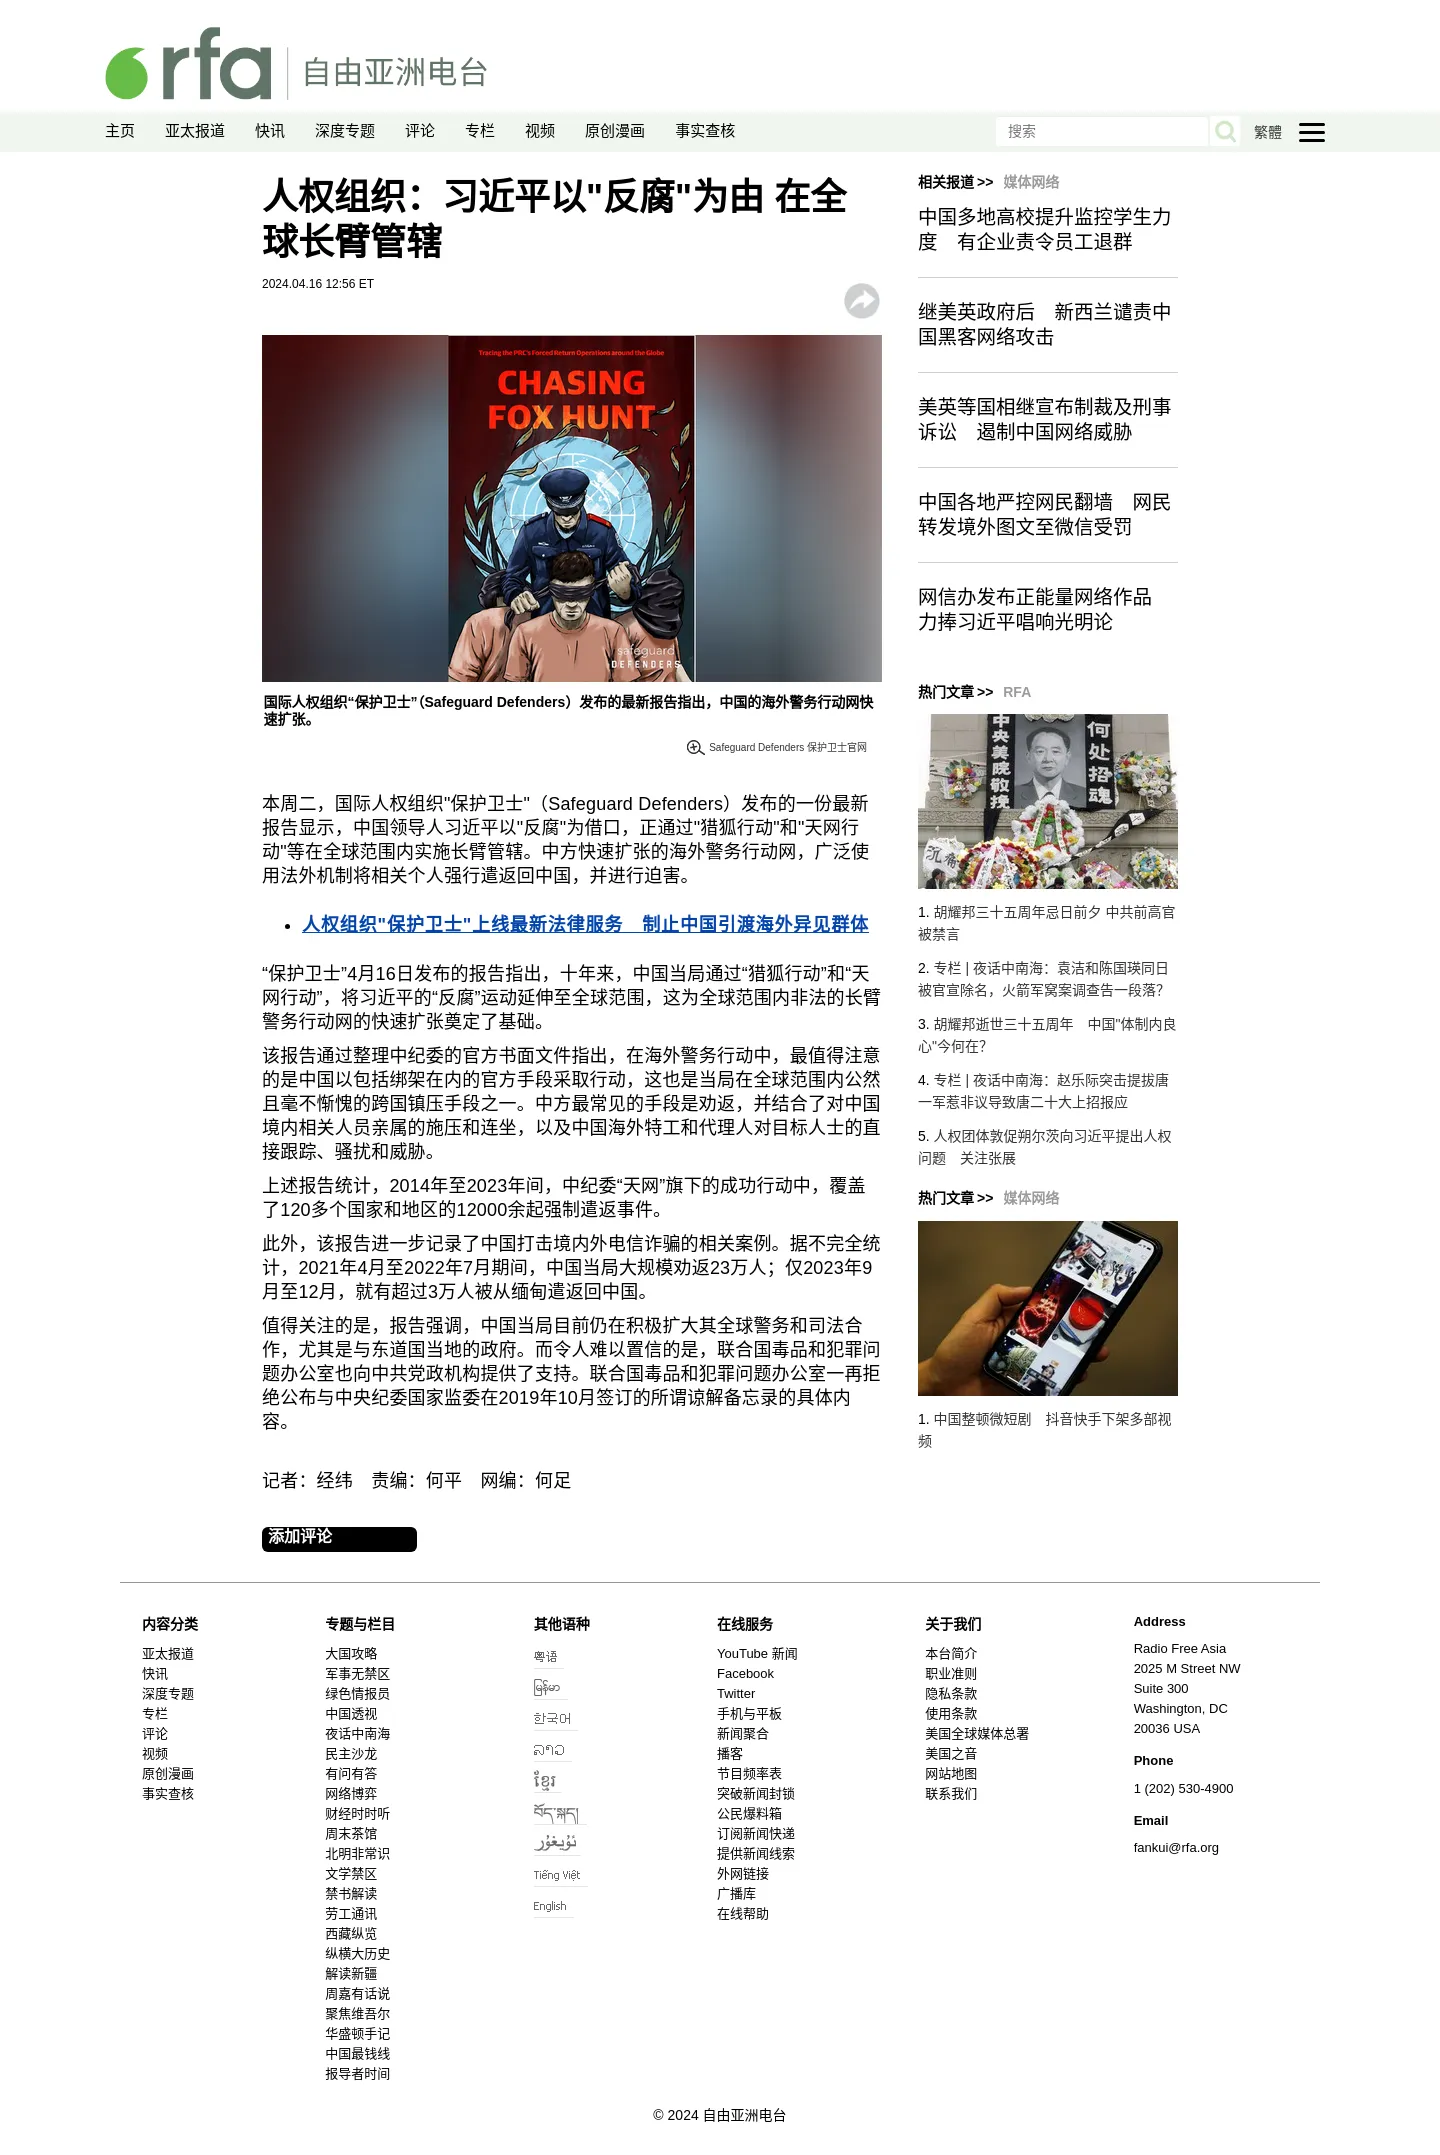 rfa 自由亚洲电台
主页 亚太报道 快讯 深度专题 评论 专栏 视频 原创漫画 事实查核 搜索 繁體
人权组织：习近平以"反腐"为由 在全
球长臂管辖
2024.04.16 12:56 ET
Tracing the PRC's Forced Return Operations around the Globe
CHASING
FOX HUNT
safeguard
DEFENDERS
国际人权组织“保护卫士”（Safeguard Defenders）发布的最新报告指出，中国的海外警务行动网快
速扩张。
Safeguard Defenders 保护卫士官网
本周二，国际人权组织"保护卫士"（Safeguard Defenders）发布的一份最新
报告显示，中国领导人习近平以"反腐"为借口，正通过"猎狐行动"和"天网行
动"等在全球范围内实施长臂管辖。中方快速扩张的海外警务行动网，广泛使
用法外机制将相关个人强行遣返回中国，并进行迫害。
• 人权组织"保护卫士"上线最新法律服务　制止中国引渡海外异见群体
“保护卫士”4月16日发布的报告指出，十年来，中国当局通过“猎狐行动”和“天
网行动”，将习近平的“反腐”运动延伸至全球范围，这为全球范围内非法的长臂
警务行动网的快速扩张奠定了基础。
该报告通过整理中纪委的官方书面文件指出，在海外警务行动中，最值得注意
的是中国以包括绑架在内的官方手段采取行动，这也是当局在全球范围内公然
且毫不惭愧的跨国镇压手段之一。中方最常见的手段是劝返，并结合了对中国
境内相关人员亲属的施压和连坐，以及中国海外特工和代理人对目标人士的直
接跟踪、骚扰和威胁。
上述报告统计，2014年至2023年间，中纪委“天网”旗下的成功行动中，覆盖
了120多个国家和地区的12000余起强制遣返事件。
此外，该报告进一步记录了中国打击境内外电信诈骗的相关案例。据不完全统
计，2021年4月至2022年7月期间，中国当局大规模劝返23万人；仅2023年9
月至12月，就有超过3万人被从缅甸遣返回中国。
值得关注的是，报告强调，中国当局目前仍在积极扩大其全球警务和司法合
作，尤其是与东道国当地的政府。而令人难以置信的是，联合国毒品和犯罪问
题办公室也向中共党政机构提供了支持。联合国毒品和犯罪问题办公室一再拒
绝公布与中央纪委国家监委在2019年10月签订的所谓谅解备忘录的具体内
容。
记者：经纬　责编：何平　网编：何足
添加评论
相关报道 >> 媒体网络
中国多地高校提升监控学生力
度　有企业责令员工退群
继美英政府后　新西兰谴责中
国黑客网络攻击
美英等国相继宣布制裁及刑事
诉讼　遏制中国网络威胁
中国各地严控网民翻墙　网民
转发境外图文至微信受罚
网信办发布正能量网络作品
力捧习近平唱响光明论
热门文章 >> RFA
中央美院敬挽
何处招魂
沉痛
1. 胡耀邦三十五周年忌日前夕 中共前高官
被禁言
2. 专栏 | 夜话中南海：袁洁和陈国瑛同日
被官宣除名，火箭军窝案调查告一段落？
3. 胡耀邦逝世三十五周年　中国"体制内良
心"今何在？
4. 专栏 | 夜话中南海：赵乐际突击提拔唐
一军惹非议导致唐二十大上招报应
5. 人权团体敦促朔尔茨向习近平提出人权
问题　关注张展
热门文章 >> 媒体网络
1. 中国整顿微短剧　抖音快手下架多部视
频
内容分类
亚太报道
快讯
深度专题
专栏
评论
视频
原创漫画
事实查核
专题与栏目
大国攻略
军事无禁区
绿色情报员
中国透视
夜话中南海
民主沙龙
有问有答
网络博弈
财经时时听
周末茶馆
北明非常识
文学禁区
禁书解读
劳工通讯
西藏纵览
纵横大历史
解读新疆
周嘉有话说
聚焦维吾尔
华盛顿手记
中国最钱线
报导者时间
其他语种
粤语
မြန်မာ
한국어
ລາວ
ខ្មែរ
བོད་སྐད།
ئۇيغۇر
Tiếng Việt
English
在线服务
YouTube 新闻
Facebook
Twitter
手机与平板
新闻聚合
播客
节目频率表
突破新闻封锁
公民爆料箱
订阅新闻快递
提供新闻线索
外网链接
广播库
在线帮助
关于我们
本台简介
职业准则
隐私条款
使用条款
美国全球媒体总署
美国之音
网站地图
联系我们
Address
Radio Free Asia
2025 M Street NW
Suite 300
Washington, DC
20036 USA
Phone
1 (202) 530-4900
Email
fankui@rfa.org
© 2024 自由亚洲电台